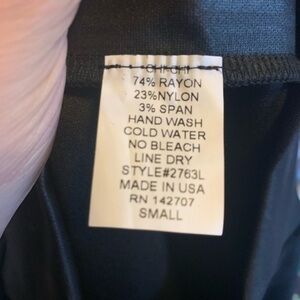 74% RAYON
23%NYLON
3% SPAN
HAND WASH
COLD WATER
NO BLEACH
LINE DRY
STYLE#2763L
MADE IN USA
RN 142707
SMALL